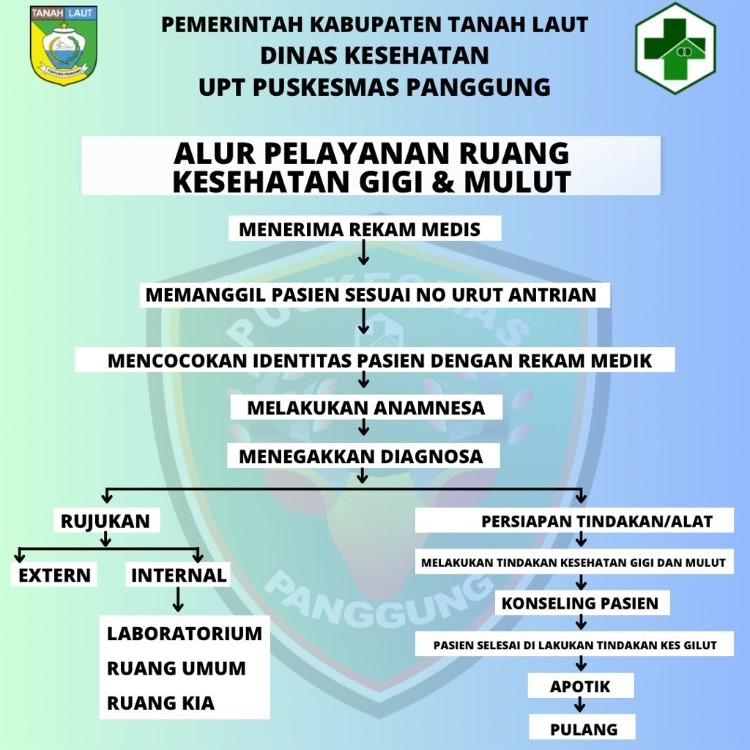 TANAH LAUT
PEMERINTAH KABUPATEN TANAH LAUT
DINAS KESEHATAN
UPT PUSKESMAS PANGGUNG
ALUR PELAYANAN RUANG
KESEHATAN GIGI & MULUT
MENERIMA REKAM MEDIS
MEMANGGIL PASIEN SESUAI NO URUT ANTRIAN
MENCOCOKAN IDENTITAS PASIEN DENGAN REKAM MEDIK
MELAKUKAN ANAMNESA
MENEGAKKAN DIAGNOSA
RUJUKAN
EXTERN
INTERNAL
LABORATORIUM
RUANG UMUM
RUANG KIA
PERSIAPAN TINDAKAN/ALAT
MELAKUKAN TINDAKAN KESEHATAN GIGI DAN MULUT
KONSELING PASIEN
PASIEN SELESAI DI LAKUKAN TINDAKAN KES GILUT
APOTIK
PULANG
PUSKESMAS
PANGGUNG